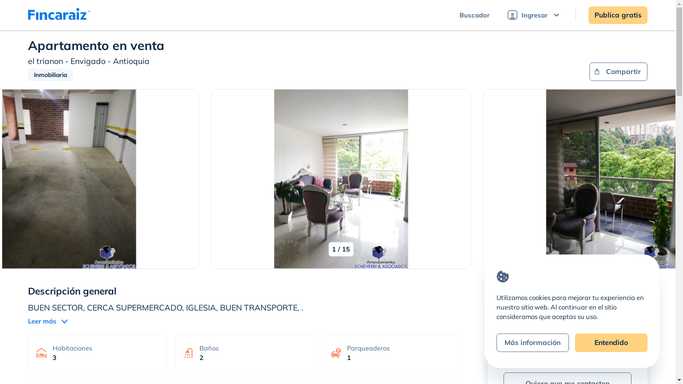 Fincaraiz
Buscador
Ingresar
Publica gratis
Apartamento en venta
el trianon - Envigado - Antioquia
Inmobiliaria
Compartir
1 / 15
Descripción general
BUEN SECTOR, CERCA SUPERMERCADO, IGLESIA, BUEN TRANSPORTE, .
Leer más
Habitaciones
3
Baños
2
Parqueaderos
1
Utilizamos cookies para mejorar tu experiencia en
nuestro sitio web. Al continuar en el sitio
consideramos que aceptas su uso.
Más información
Entendido
Quiero que me contacten